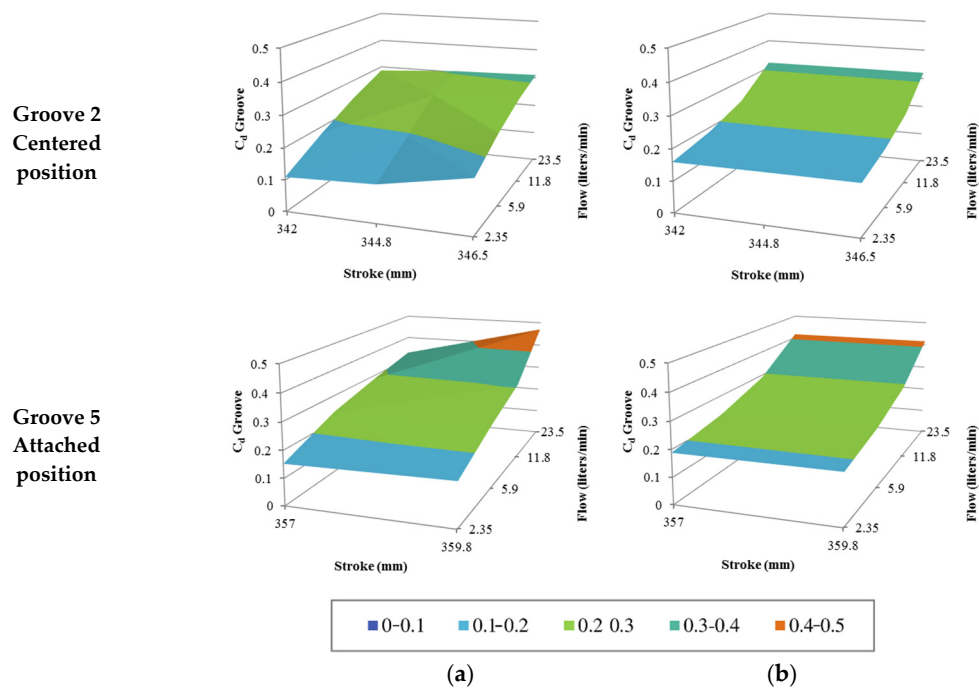 Groove 2
Centered
position
0.5
0.4
0.3
0.2
0.1
0
C_d Groove
342
344.8
346.5
Stroke (mm)
2.35
5.9
11.8
23.5
Flow (liters/min)
0.5
0.4
0.3
0.2
0.1
0
C_d Groove
342
344.8
346.5
Stroke (mm)
2.35
5.9
11.8
23.5
Flow (liters/min)
Groove 5
Attached
position
0.5
0.4
0.3
0.2
0.1
0
C_d Groove
357
359.8
Stroke (mm)
2.35
5.9
11.8
23.5
Flow (liters/min)
0.5
0.4
0.3
0.2
0.1
0
C_d Groove
357
359.8
Stroke (mm)
2.35
5.9
11.8
23.5
Flow (liters/min)
0-0.1 0.1-0.2 0.2 0.3 0.3-0.4 0.4-0.5
(a) (b)